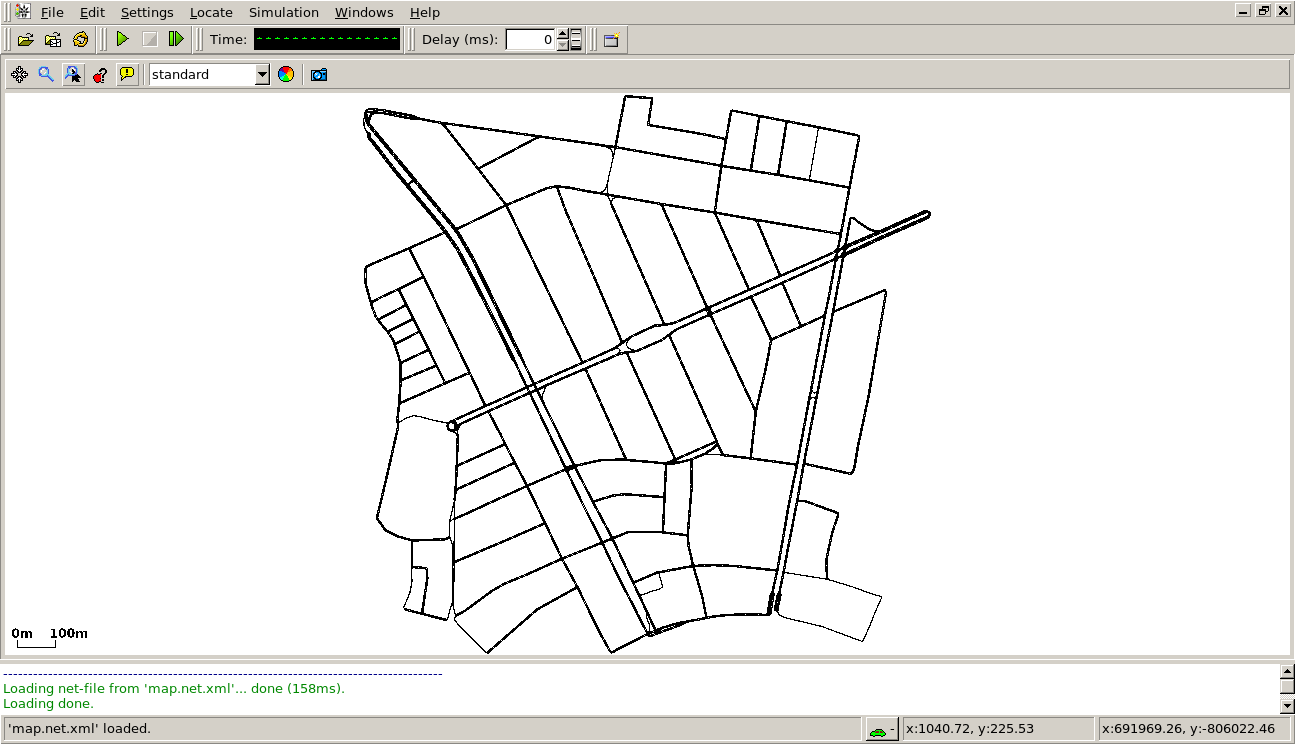 File Edit Settings Locate Simulation Windows Help
Time: Delay (ms): 0
standard
0m 100m
--------------------------------------------------------------------------------------
Loading net-file from 'map.net.xml'... done (158ms).
Loading done.
'map.net.xml' loaded. - x:1040.72, y:225.53 x:691969.26, y:-806022.46